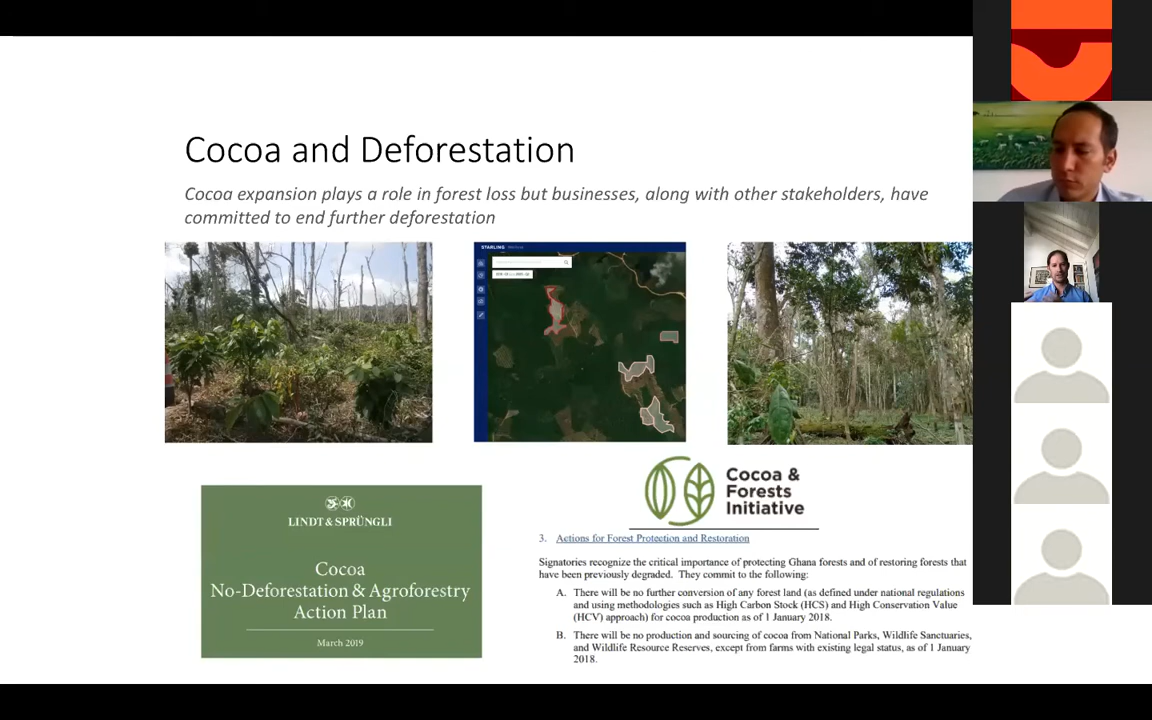 Cocoa and Deforestation
Cocoa expansion plays a role in forest loss but businesses, along with other stakeholders, have
committed to end further deforestation
STARLING
LINDT & SPRÜNGLI
Cocoa
No-Deforestation & Agroforestry
Action Plan
March 2019
Cocoa &
Forests
Initiative
3. Actions for Forest Protection and Restoration
Signatories recognize the critical importance of protecting Ghana forests and of restoring forests that
have been previously degraded. They commit to the following:
A. There will be no further conversion of any forest land (as defined under national regulations
and using methodologies such as High Carbon Stock (HCS) and High Conservation Value
(HCV) approach) for cocoa production as of 1 January 2018.
B. There will be no production and sourcing of cocoa from National Parks, Wildlife Sanctuaries,
and Wildlife Resource Reserves, except from farms with existing legal status, as of 1 January
2018.